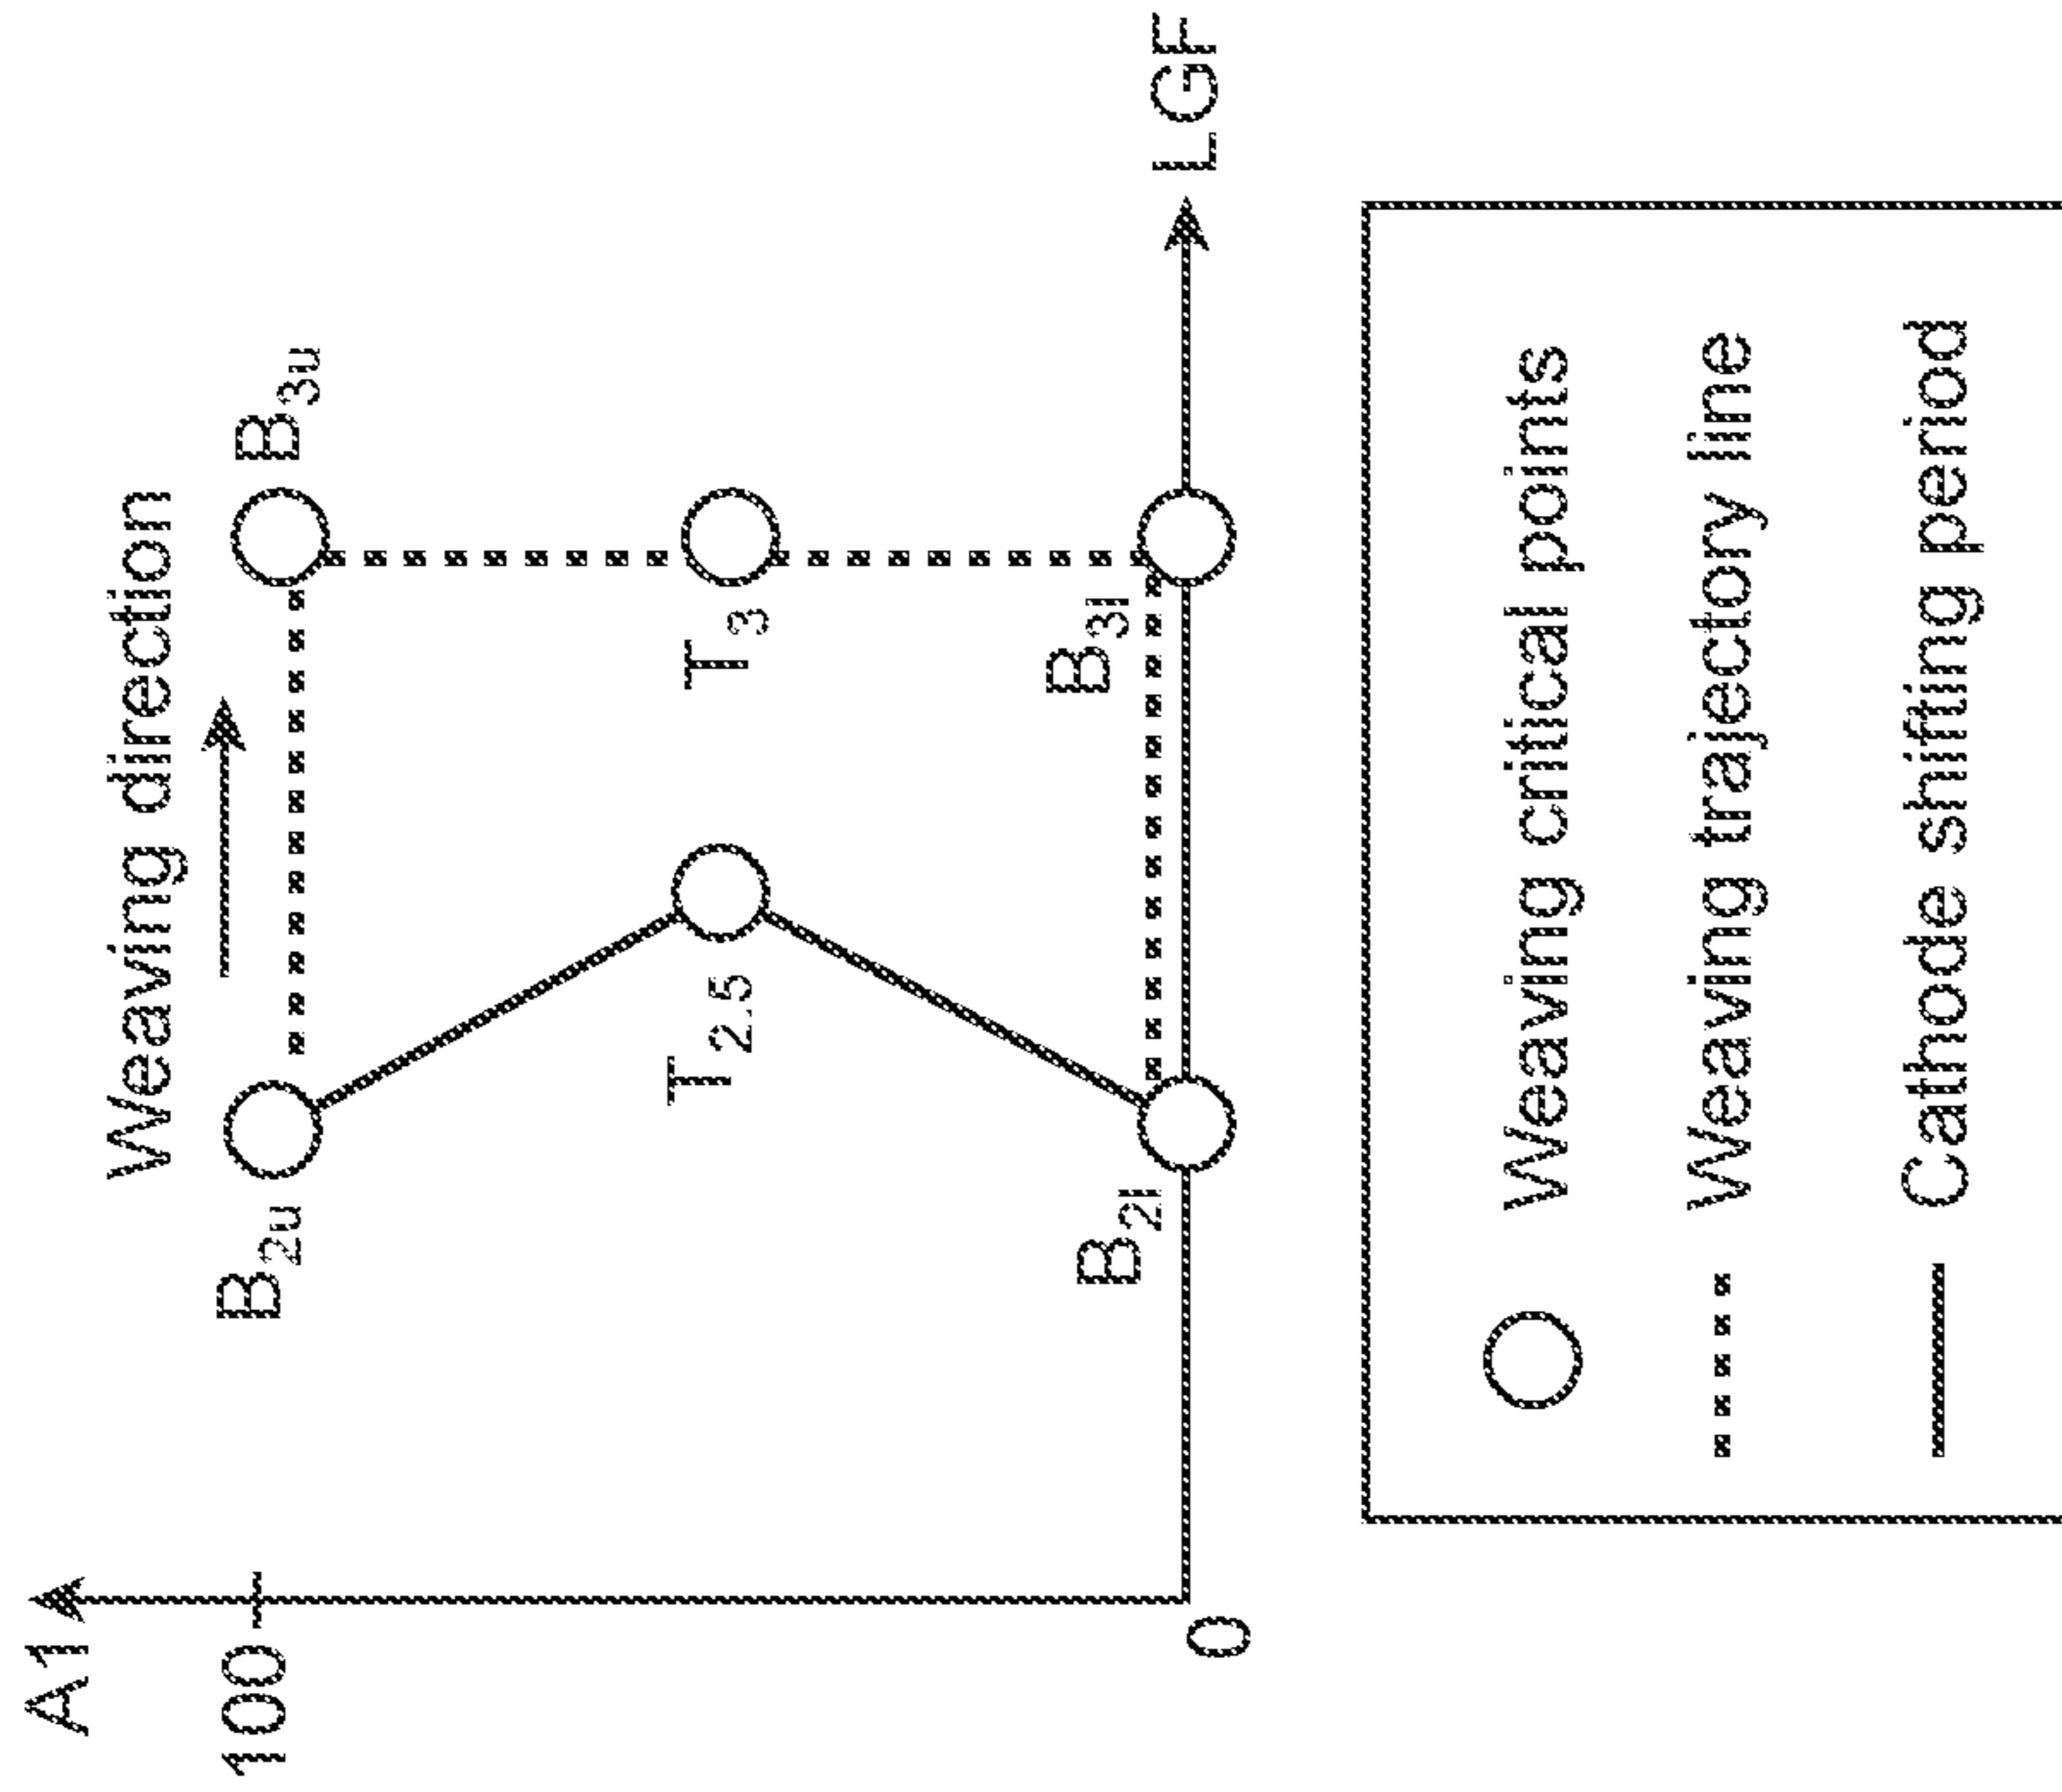 A1
Weaving direction
100
B2u
B3u
T2.5
T3
B2l
B3l
0
LGF
Weaving critical points
Weaving trajectory line
Cathode shifting period